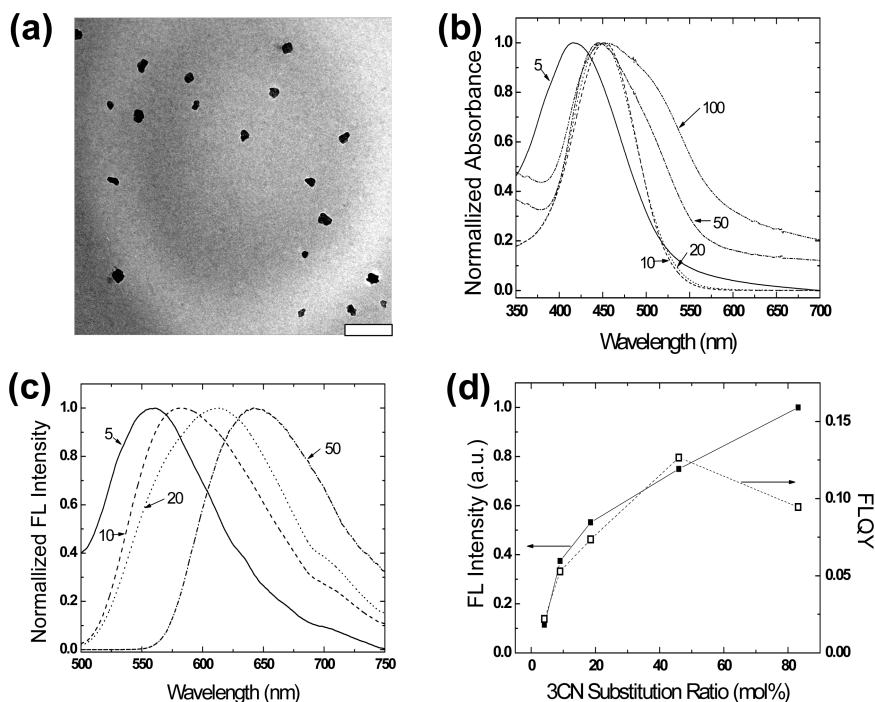 (a)
(b)
Normallized Absorbance
1.0
0.8
0.6
0.4
0.2
0.0
5
100
50
20
10
350 400 450 500 550 600 650 700
Wavelength (nm)
(c)
Normallized FL Intensity
1.0
0.8
0.6
0.4
0.2
0.0
5
50
20
10
500 550 600 650 700 750
Wavelength (nm)
(d)
FL Intensity (a.u.)
1.0
0.8
0.6
0.4
0.2
0.0
0.15
0.10
0.05
0.00
FLQY
0 20 40 60 80
3CN Substitution Ratio (mol%)